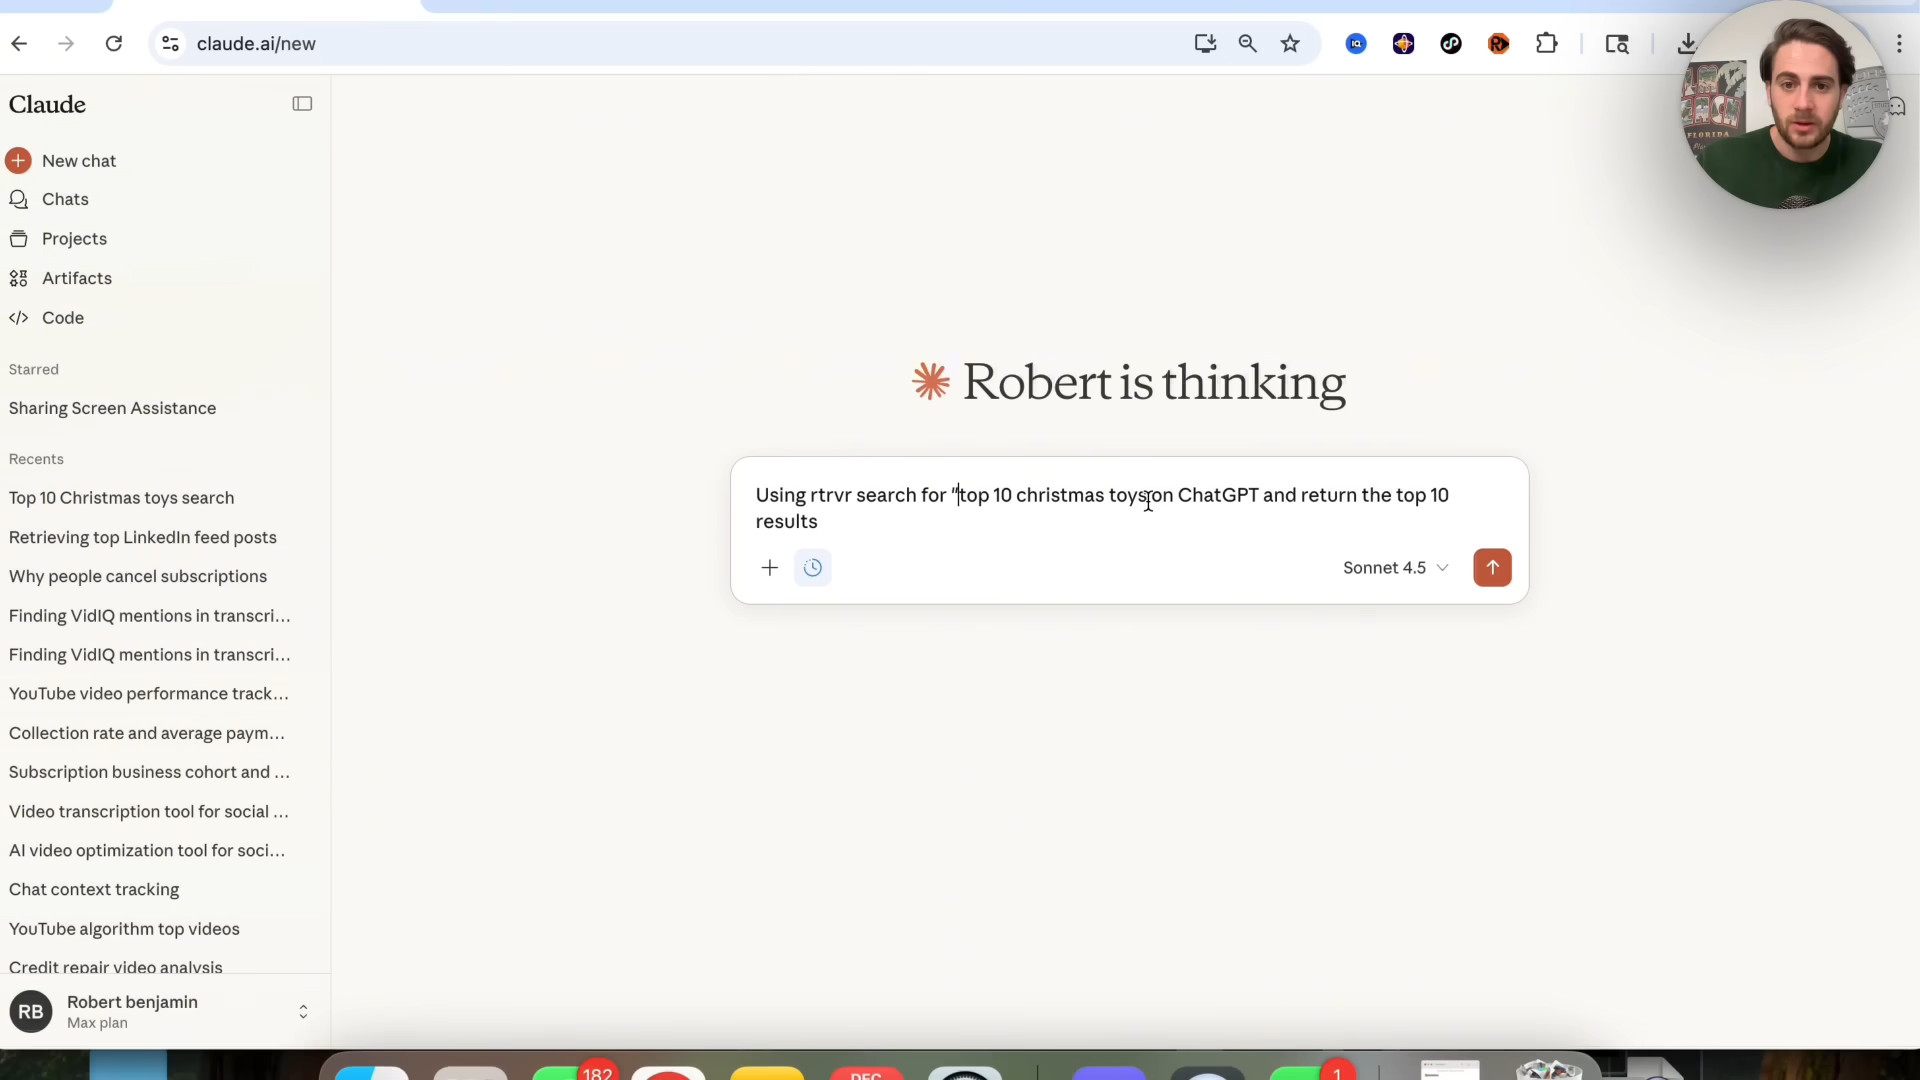 claude.ai/new
Claude
New chat
Chats
Projects
Artifacts
Code
Starred
Sharing Screen Assistance
Recents
Top 10 Christmas toys search
Retrieving top LinkedIn feed posts
Why people cancel subscriptions
Finding VidIQ mentions in transcri...
Finding VidIQ mentions in transcri...
YouTube video performance track...
Collection rate and average paym...
Subscription business cohort and ...
Video transcription tool for social ...
AI video optimization tool for soci...
Chat context tracking
YouTube algorithm top videos
Credit repair video analysis
RB
Robert benjamin
Max plan
Robert is thinking
Using rtrvr search for "top 10 christmas toys on ChatGPT and return the top 10
results
Sonnet 4.5
FLORIDA
182
DEC
1